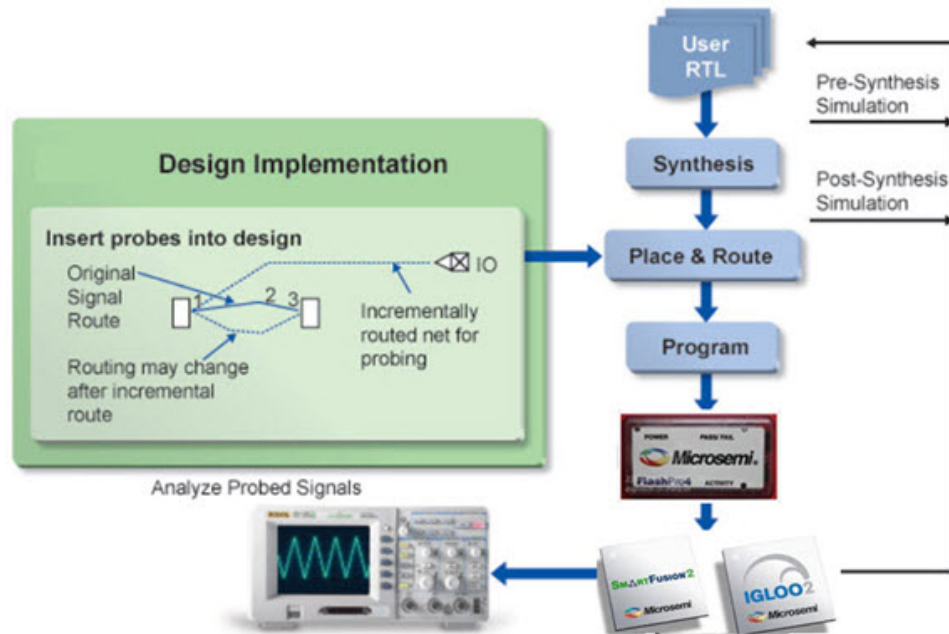 User
RTL
Pre-Synthesis
Simulation
Design Implementation
Synthesis
Post-Synthesis
Simulation
Insert probes into design
Original
Signal
Route
1
2
3
IO
Place & Route
Incrementally
routed net for
probing
Routing may change
after incremental
route
Program
POWER
PASS/ FAIL
Microsemi.
FlashPro4
ACTIVITY
Analyze Probed Signals
SMARTFUSION2
Microsemi
IGLOO2
Microsemi